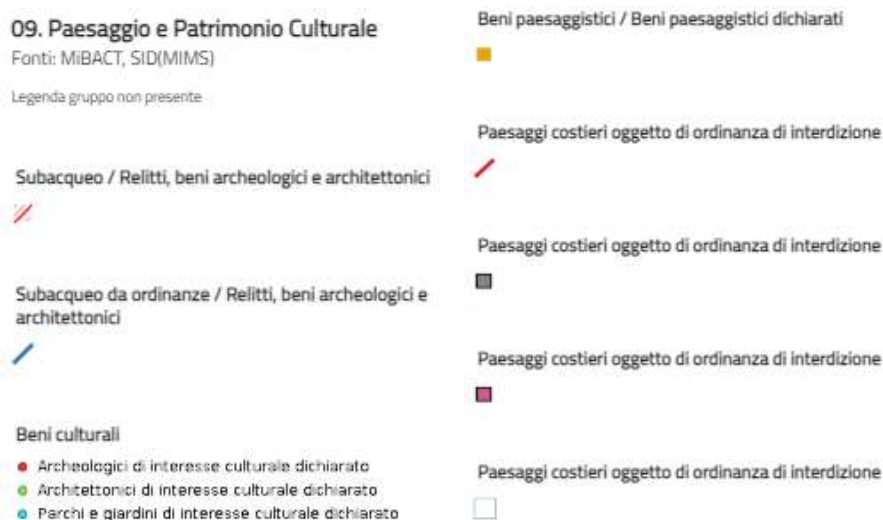 09. Paesaggio e Patrimonio Culturale
Fonti: MiBACT, SID(MIMS)
Legenda gruppo non presente
Subacqueo / Relitti, beni archeologici e architettonici
Subacqueo da ordinanze / Relitti, beni archeologici e
architettonici
Beni culturali
Archeologici di interesse culturale dichiarato
Architettonici di interesse culturale dichiarato
Parchi e giardini di interesse culturale dichiarato
Beni paesaggistici / Beni paesaggistici dichiarati
Paesaggi costieri oggetto di ordinanza di interdizione
Paesaggi costieri oggetto di ordinanza di interdizione
Paesaggi costieri oggetto di ordinanza di interdizione
Paesaggi costieri oggetto di ordinanza di interdizione